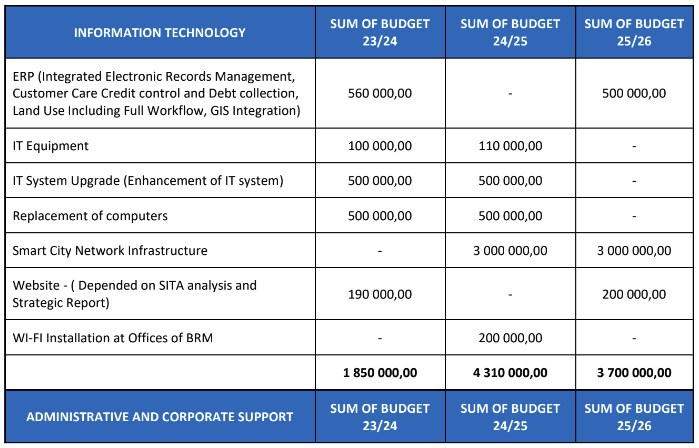 INFORMATION TECHNOLOGY SUM OF BUDGET 23/24 SUM OF BUDGET 24/25 SUM OF BUDGET 25/26
ERP (Integrated Electronic Records Management,
Customer Care Credit control and Debt collection,
Land Use Including Full Workflow, GIS Integration) 560 000,00 - 500 000,00
IT Equipment 100 000,00 110 000,00 -
IT System Upgrade (Enhancement of IT system) 500 000,00 500 000,00 -
Replacement of computers 500 000,00 500 000,00 -
Smart City Network Infrastructure - 3 000 000,00 3 000 000,00
Website - ( Depended on SITA analysis and
Strategic Report) 190 000,00 - 200 000,00
WI-FI Installation at Offices of BRM - 200 000,00 -
1 850 000,00 4 310 000,00 3 700 000,00
ADMINISTRATIVE AND CORPORATE SUPPORT SUM OF BUDGET 23/24 SUM OF BUDGET 24/25 SUM OF BUDGET 25/26